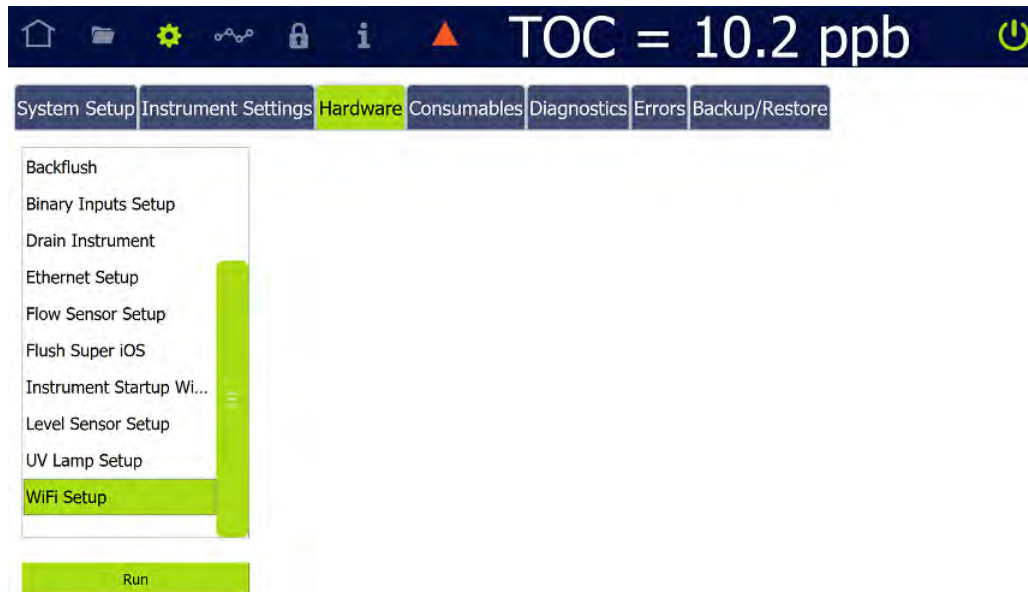 TOC = 10.2 ppb
System Setup Instrument Settings Hardware Consumables Diagnostics Errors Backup/Restore
Backflush
Binary Inputs Setup
Drain Instrument
Ethernet Setup
Flow Sensor Setup
Flush Super iOS
Instrument Startup Wi...
Level Sensor Setup
UV Lamp Setup
WiFi Setup
Run